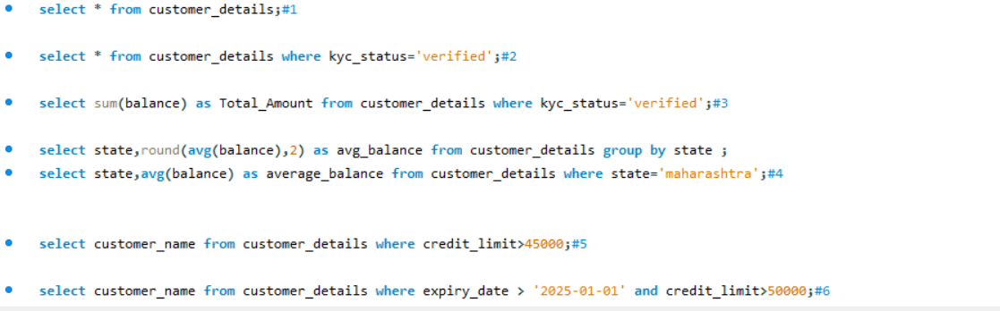 select * from customer_details;#1
select * from customer_details where kyc_status='verified';#2
select sum(balance) as Total_Amount from customer_details where kyc_status='verified';#3
select state,round(avg(balance),2) as avg_balance from customer_details group by state ;
select state,avg(balance) as average_balance from customer_details where state='maharashtra';#4
select customer_name from customer_details where credit_limit>45000;#5
select customer_name from customer_details where expiry_date > '2025-01-01' and credit_limit>50000;#6